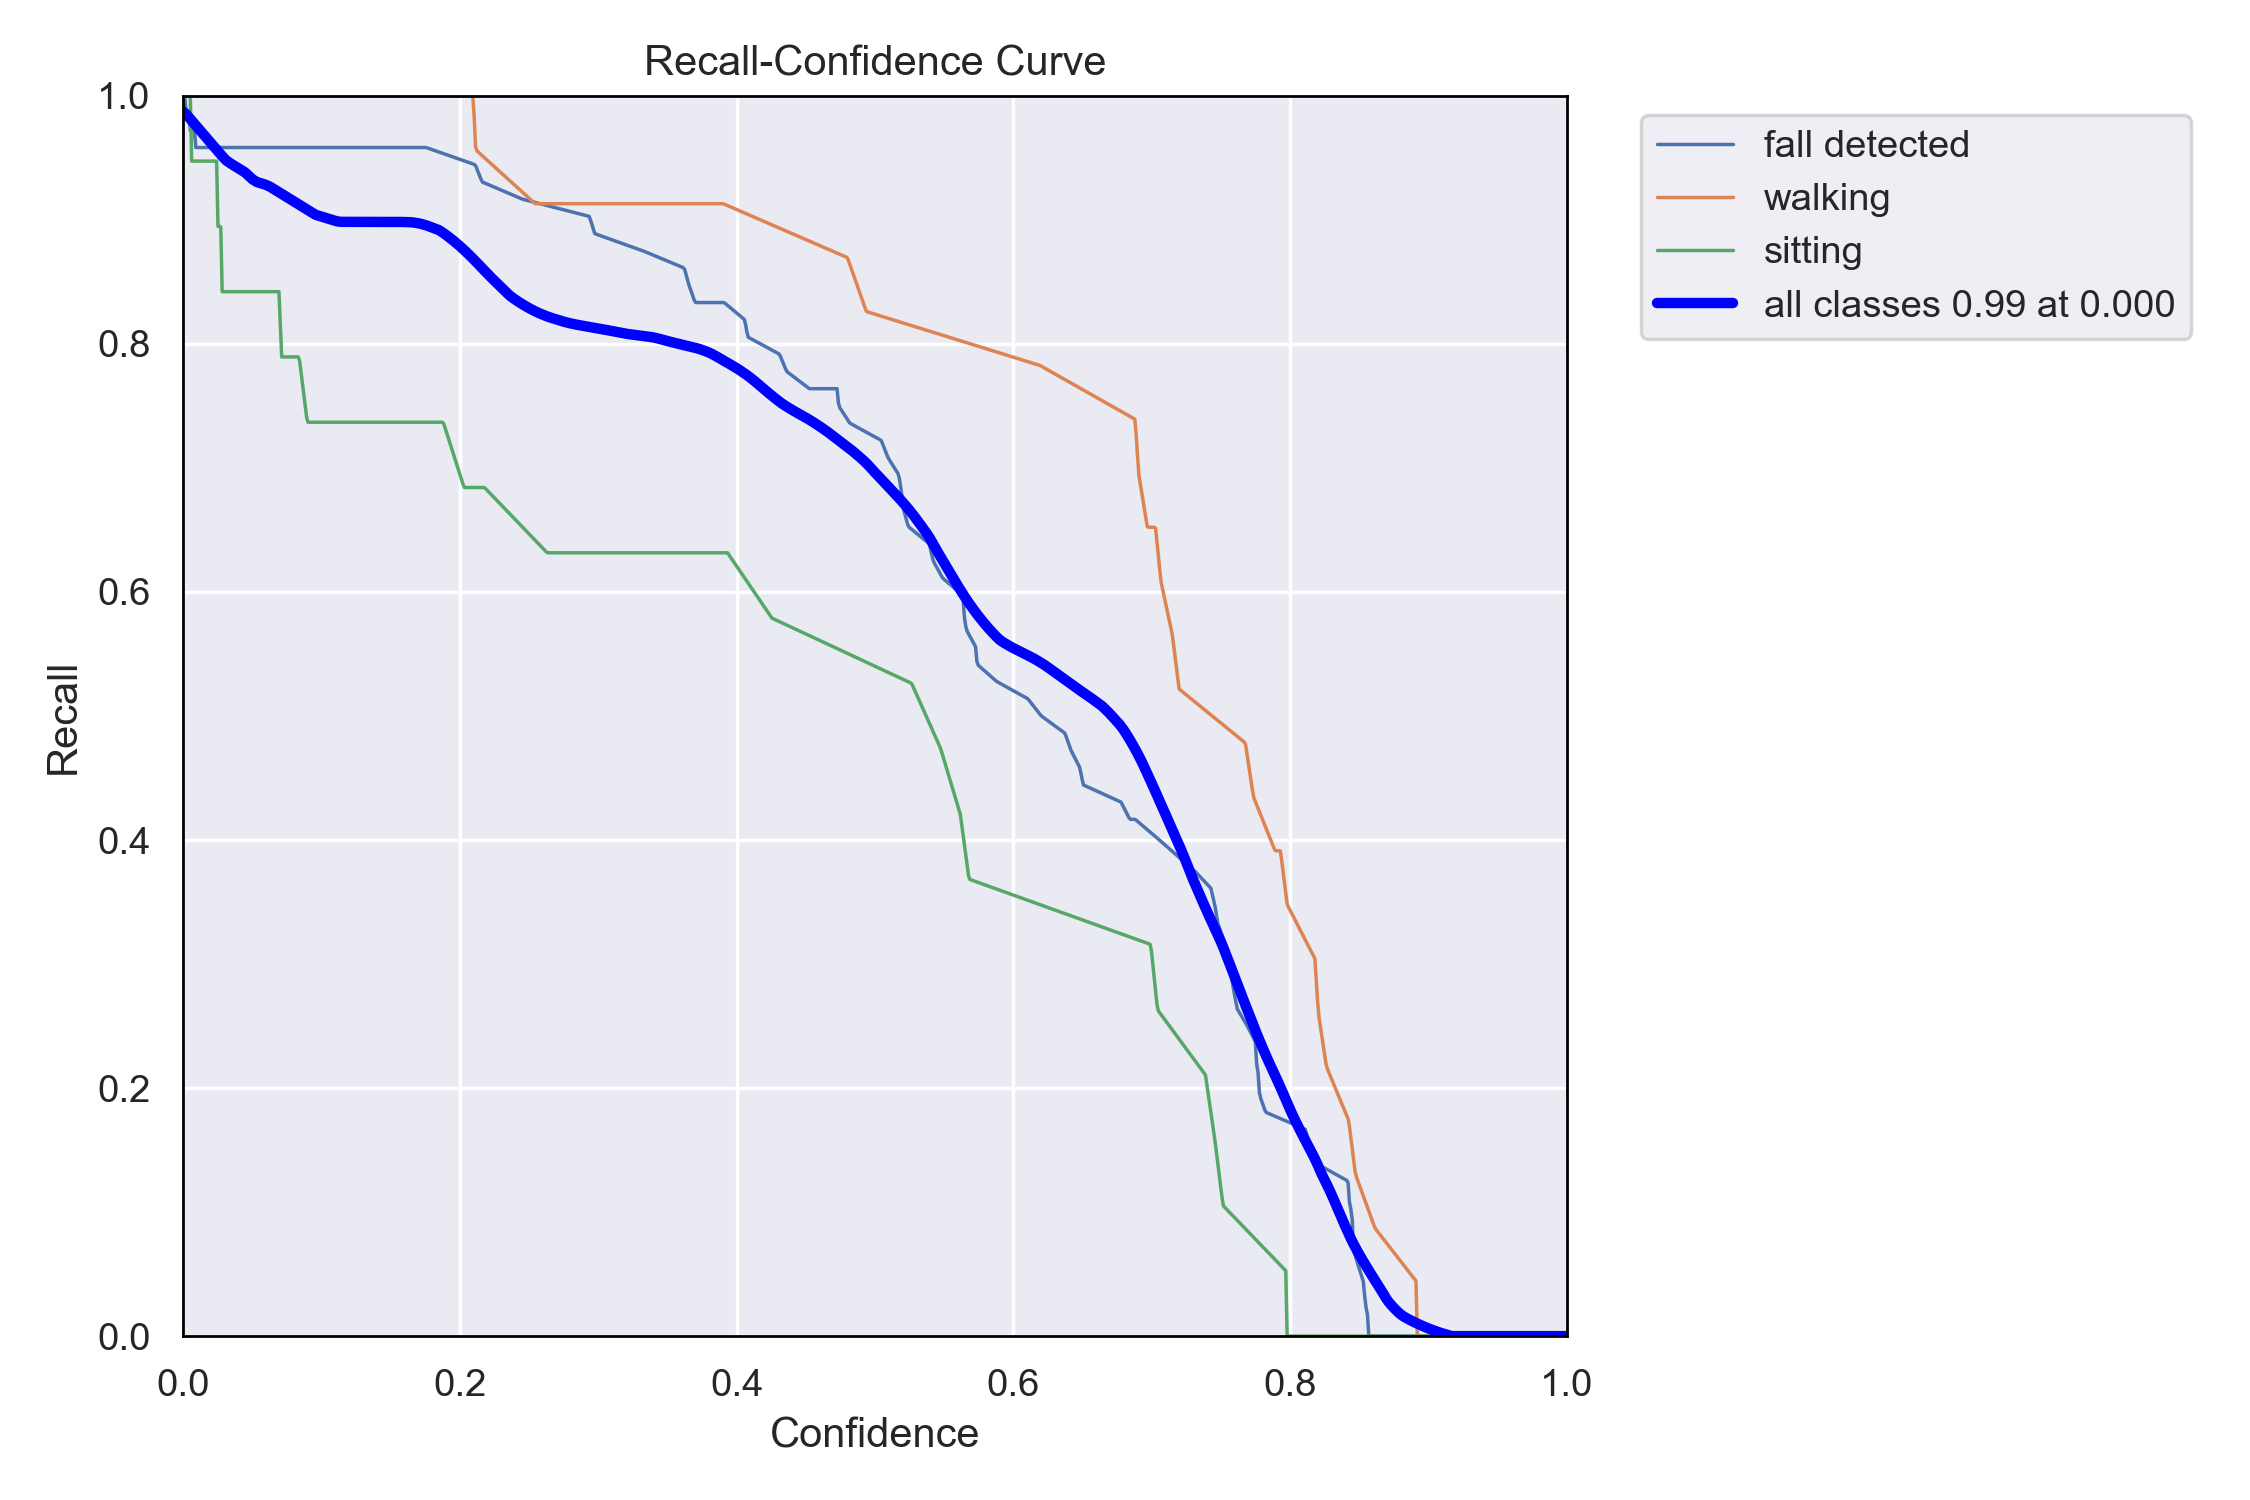 Recall-Confidence Curve
1.0
0.8
0.6
0.4
0.2
0.0
Recall
0.0 0.2 0.4 0.6 0.8 1.0
Confidence
fall detected
walking
sitting
all classes 0.99 at 0.000